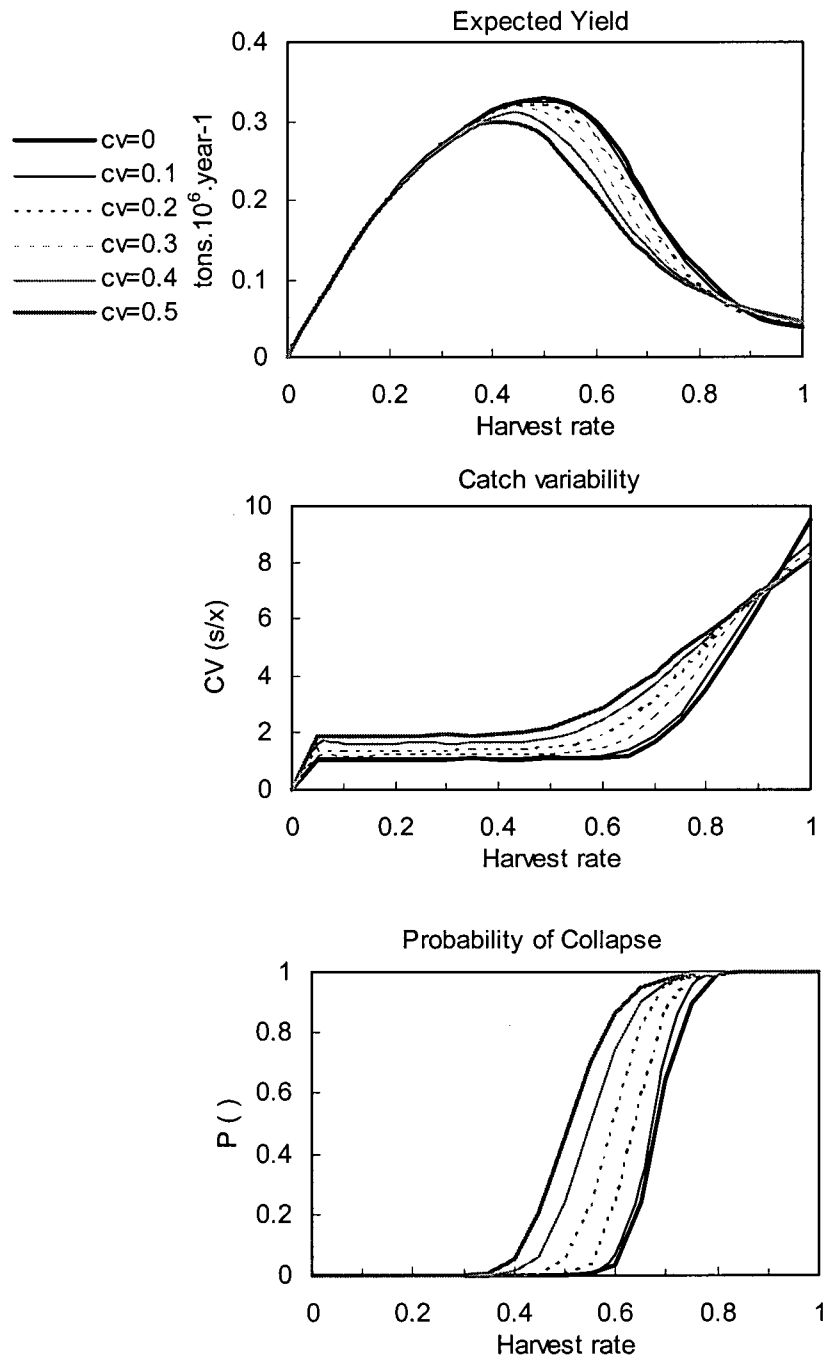 Expected Yield
cv=0
cv=0.1
cv=0.2
cv=0.3
cv=0.4
cv=0.5
tons.10⁶.year-1
0.4
0.3
0.2
0.1
0
0 0.2 0.4 0.6 0.8 1
Harvest rate
Catch variability
CV (s/x)
10
8
6
4
2
0
0 0.2 0.4 0.6 0.8 1
Harvest rate
Probability of Collapse
P ( )
1
0.8
0.6
0.4
0.2
0
0 0.2 0.4 0.6 0.8 1
Harvest rate